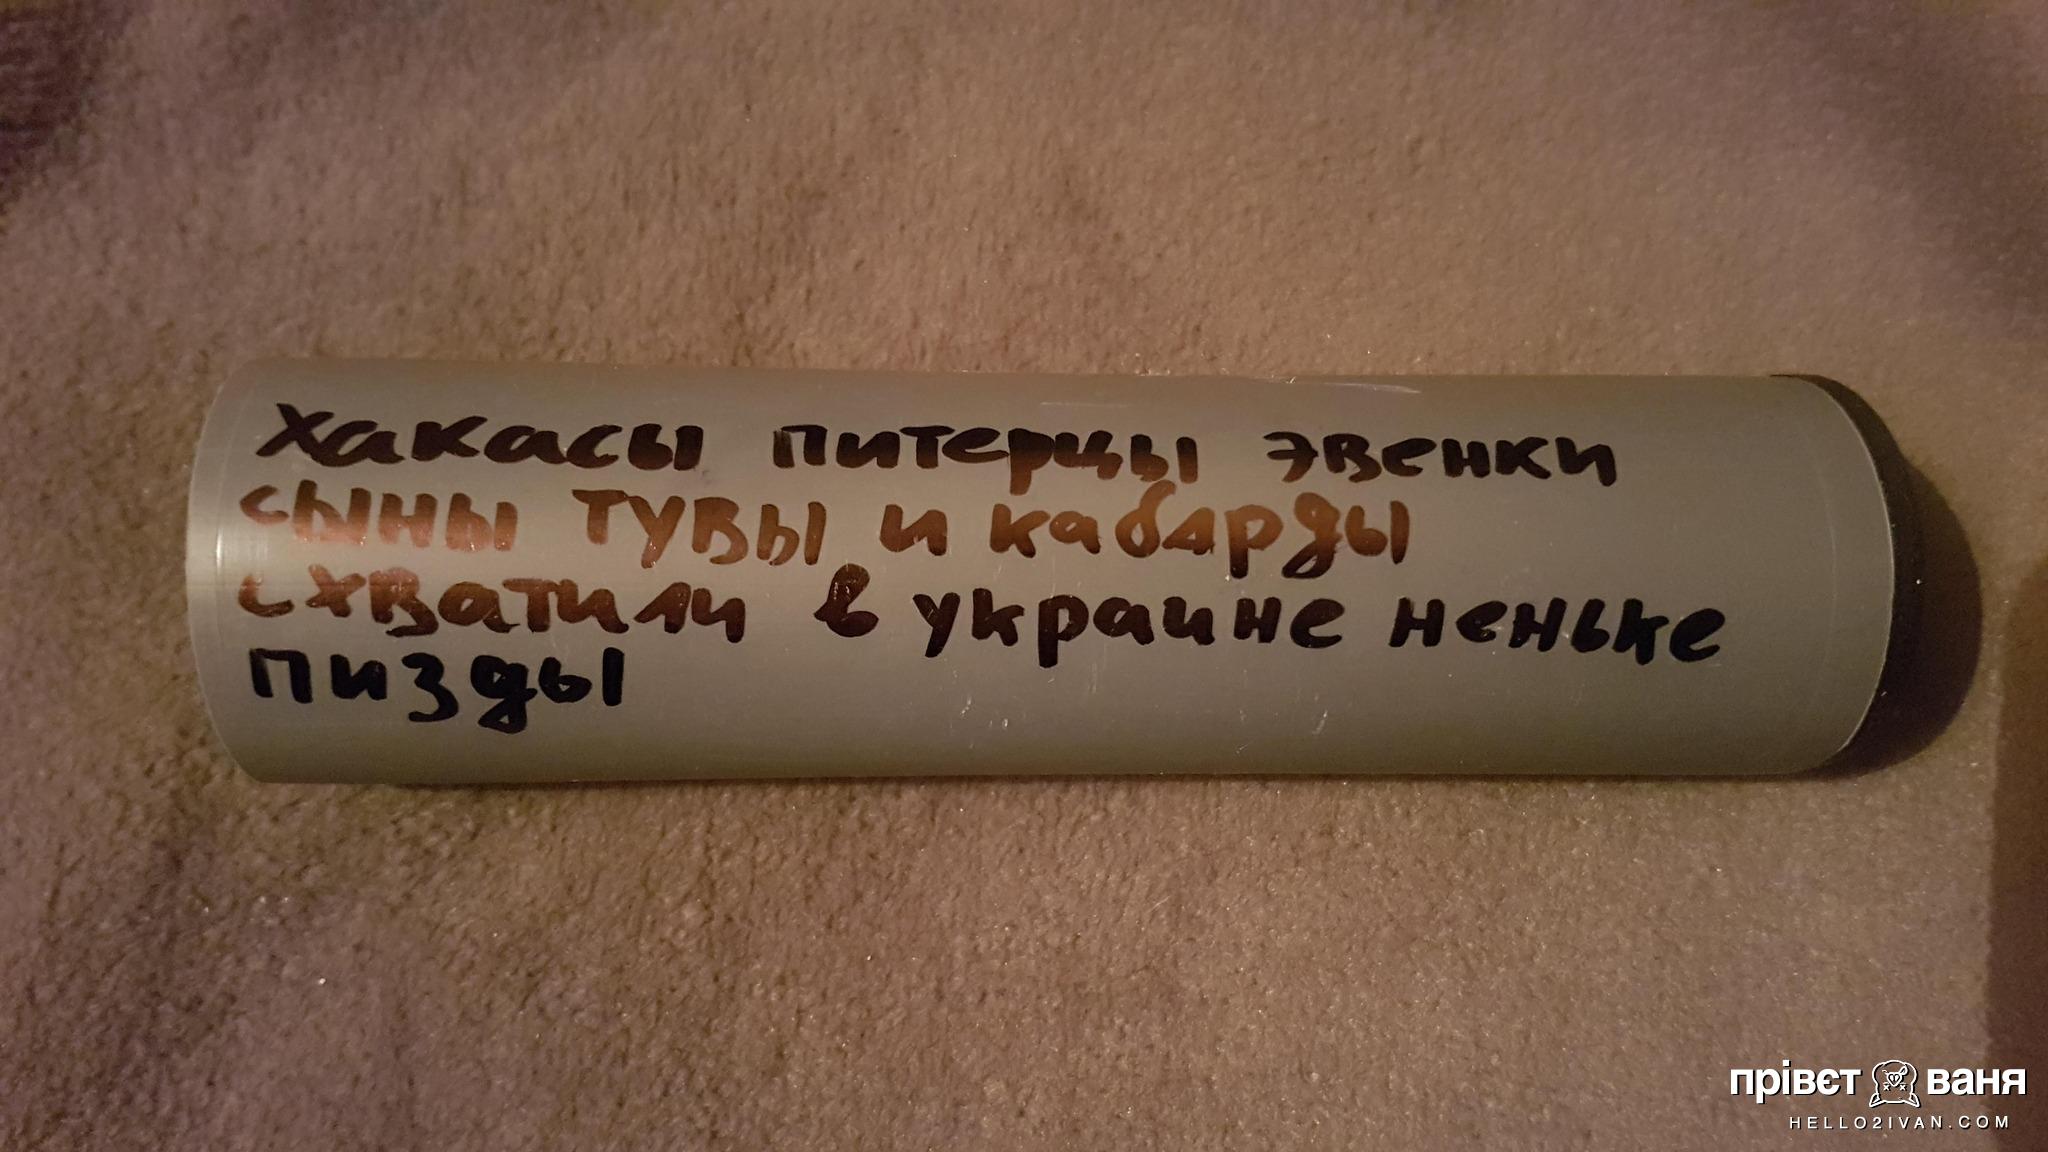 хакасы питерцы эвенки
сыны тувы и кабарды
схватили в украине неньке
пизды
прівєт ваня
HELLO2IVAN.COM